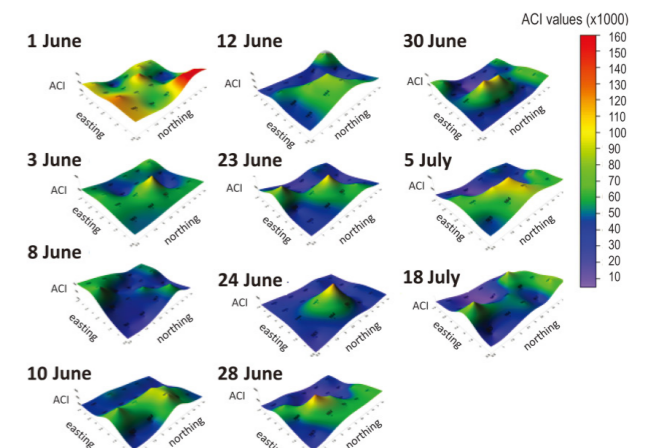 ACI values (x1000)
1 June
12 June
30 June
160
150
140
130
120
110
100
90
80
70
60
50
40
30
20
10
ACI
easting
northing
ACI
easting
northing
ACI
easting
northing
3 June
23 June
5 July
ACI
easting
northing
ACI
easting
northing
ACI
easting
northing
8 June
24 June
18 July
ACI
easting
northing
ACI
easting
northing
ACI
easting
northing
10 June
28 June
ACI
easting
northing
ACI
easting
northing